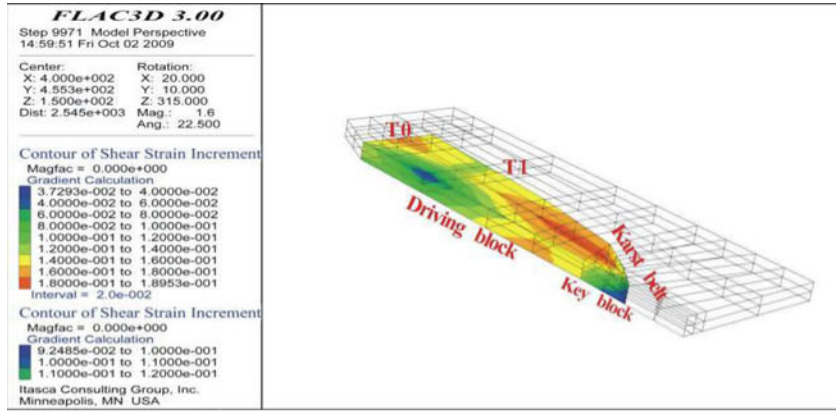 FLAC3D 3.00
Step 9971 Model Perspective
14:59:51 Fri Oct 02 2009
Center: Rotation:
X: 4.000e+002 X: 20.000
Y: 4.553e+002 Y: 10.000
Z: 1.500e+002 Z: 315.000
Dist: 2.545e+003 Mag.: 1.6
Ang.: 22.500
Contour of Shear Strain Increment
Magfac = 0.000e+000
Gradient Calculation
3.7293e-002 to 4.0000e-002
4.0000e-002 to 6.0000e-002
6.0000e-002 to 8.0000e-002
8.0000e-002 to 1.0000e-001
1.0000e-001 to 1.2000e-001
1.2000e-001 to 1.4000e-001
1.4000e-001 to 1.6000e-001
1.6000e-001 to 1.8000e-001
1.8000e-001 to 1.8953e-001
Interval = 2.0e-002
Contour of Shear Strain Increment
Magfac = 0.000e+000
Gradient Calculation
9.2485e-002 to 1.0000e-001
1.0000e-001 to 1.1000e-001
1.1000e-001 to 1.2000e-001
Itasca Consulting Group, Inc.
Minneapolis, MN USA
T0
T1
Driving block
Karst belt
Key block